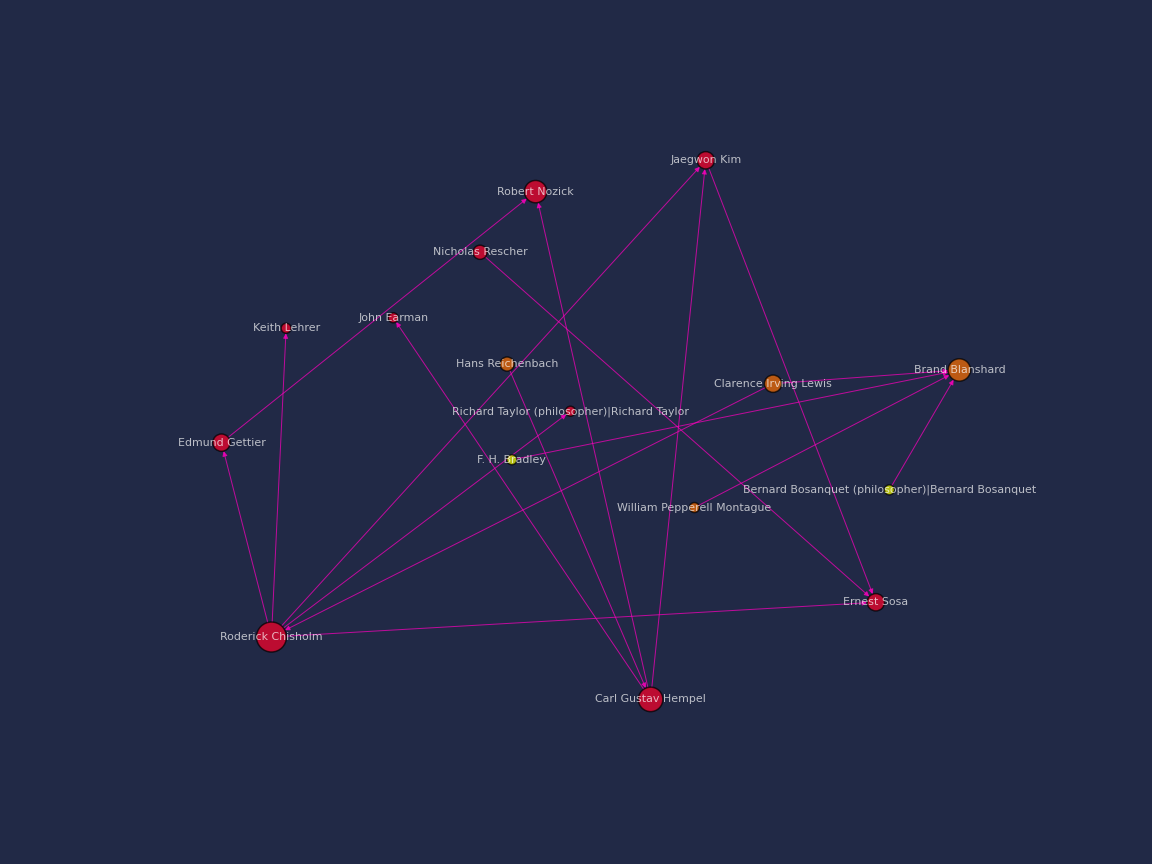 Jaegwon Kim
Robert Nozick
Nicholas Rescher
John Earman
Keith Lehrer
Hans Reichenbach
Brand Blanshard
Clarence Irving Lewis
Richard Taylor (philosopher)|Richard Taylor
Edmund Gettier
F. H. Bradley
Bernard Bosanquet (philosopher)|Bernard Bosanquet
William Pepperell Montague
Ernest Sosa
Roderick Chisholm
Carl Gustav Hempel